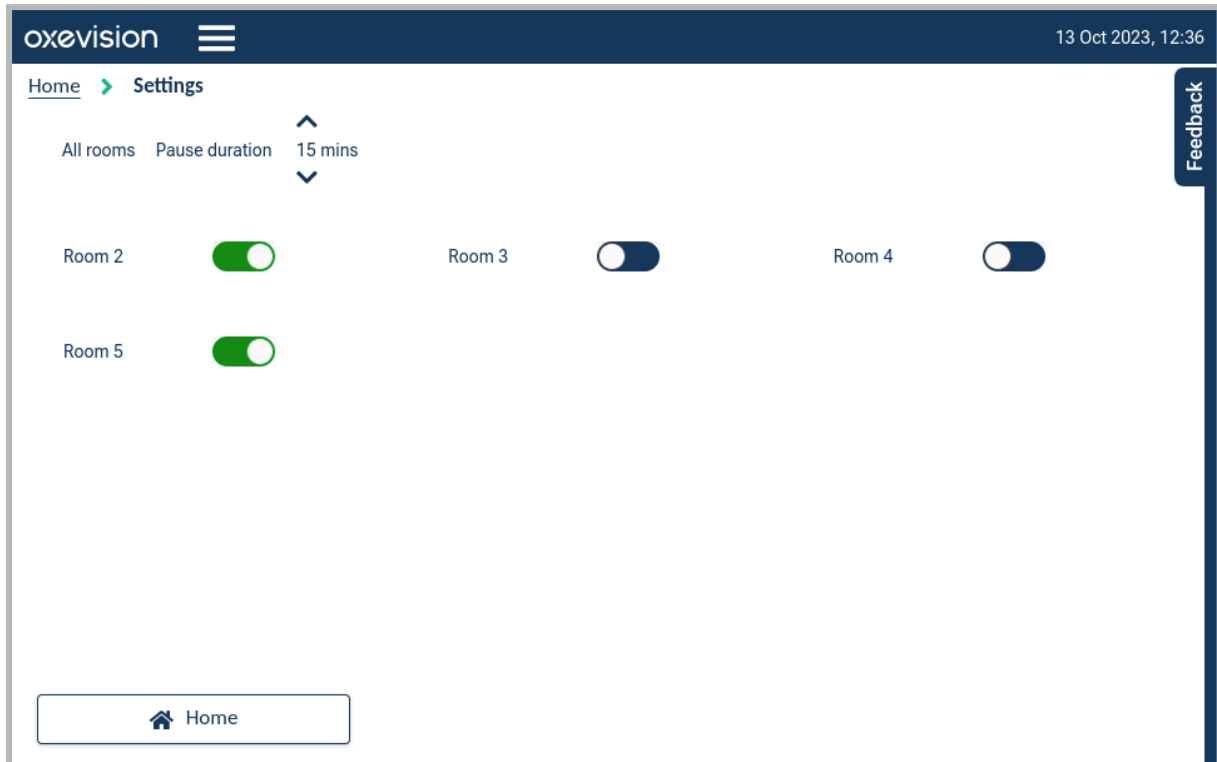 oxevision
13 Oct 2023, 12:36
Home Settings
Feedback
All rooms Pause duration 15 mins
Room 2 Room 3 Room 4
Room 5
Home